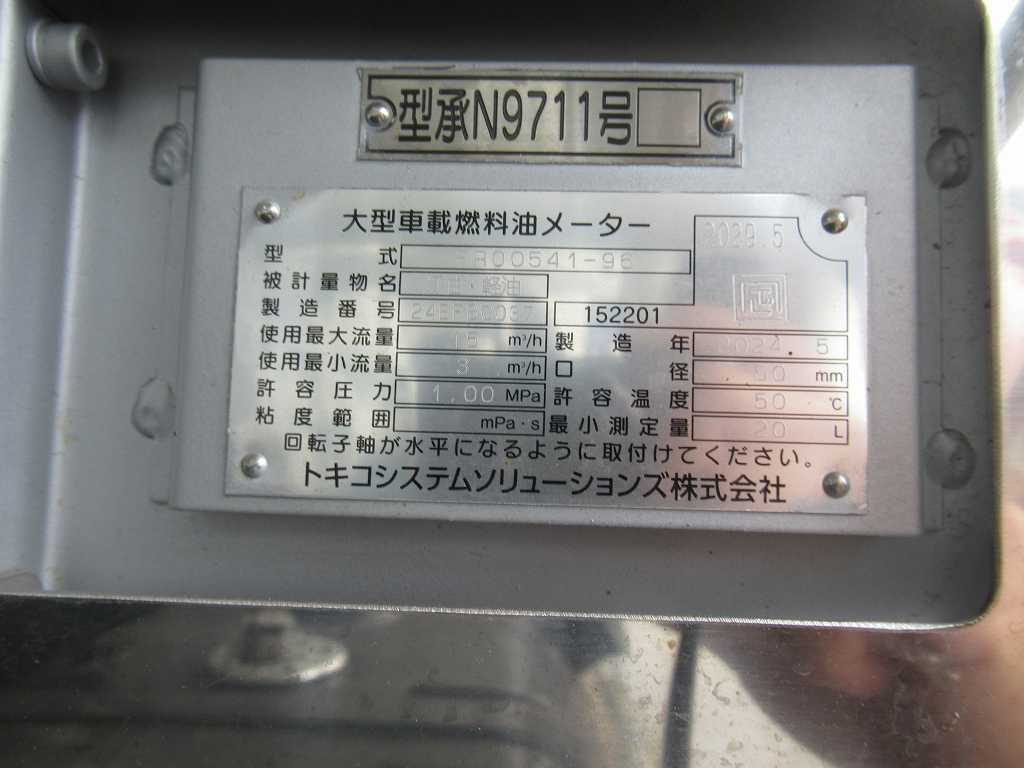 型承N9711号
大型車載燃料油メーター
2029.5
型式 FR00541-96
被計量物名 ・軽油
製造番号 152201
使用最大流量 15 m³/h 製造年 2024.5
使用最小流量 3 m³/h 口径 50 mm
許容圧力 1.00 MPa 許容温度 50 ℃
粘度範囲 mPa·s 最小測定量 20 L
回転子軸が水平になるように取付けてください。
トキコシステムソリューションズ株式会社